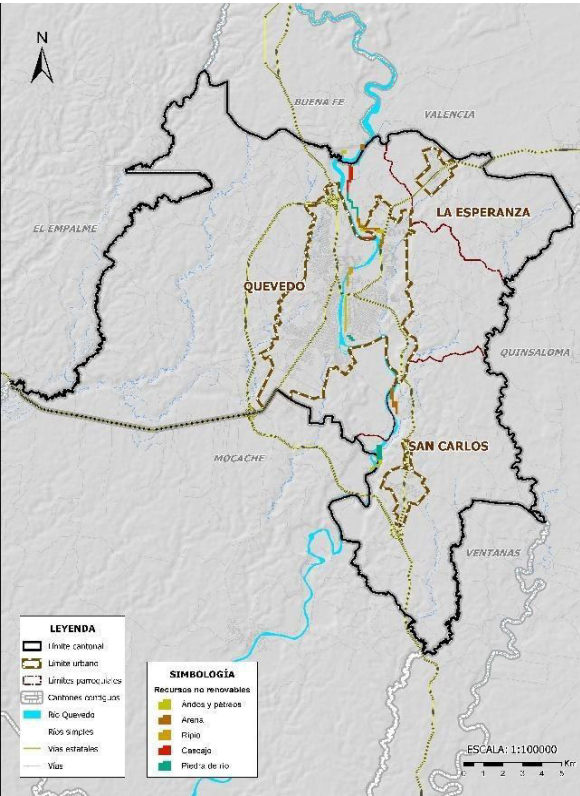 N
BUENA FE
VALENCIA
LA ESPERANZA
EL EMPALME
QUEVEDO
QUINSALOMA
SAN CARLOS
MOCACHE
VENTANAS
LEYENDA
Límite cantonal
Límite urbano
Límites parroquiales
Cantones contiguos
Río Quevedo
Ríos simples
Vías estatales
Vías
SIMBOLOGÍA
Recursos no renovables
Áridos y pétreos
Arena
Ripio
Cascajo
Piedra de río
ESCALA: 1:100000
0 1 2 3 4 5 Km